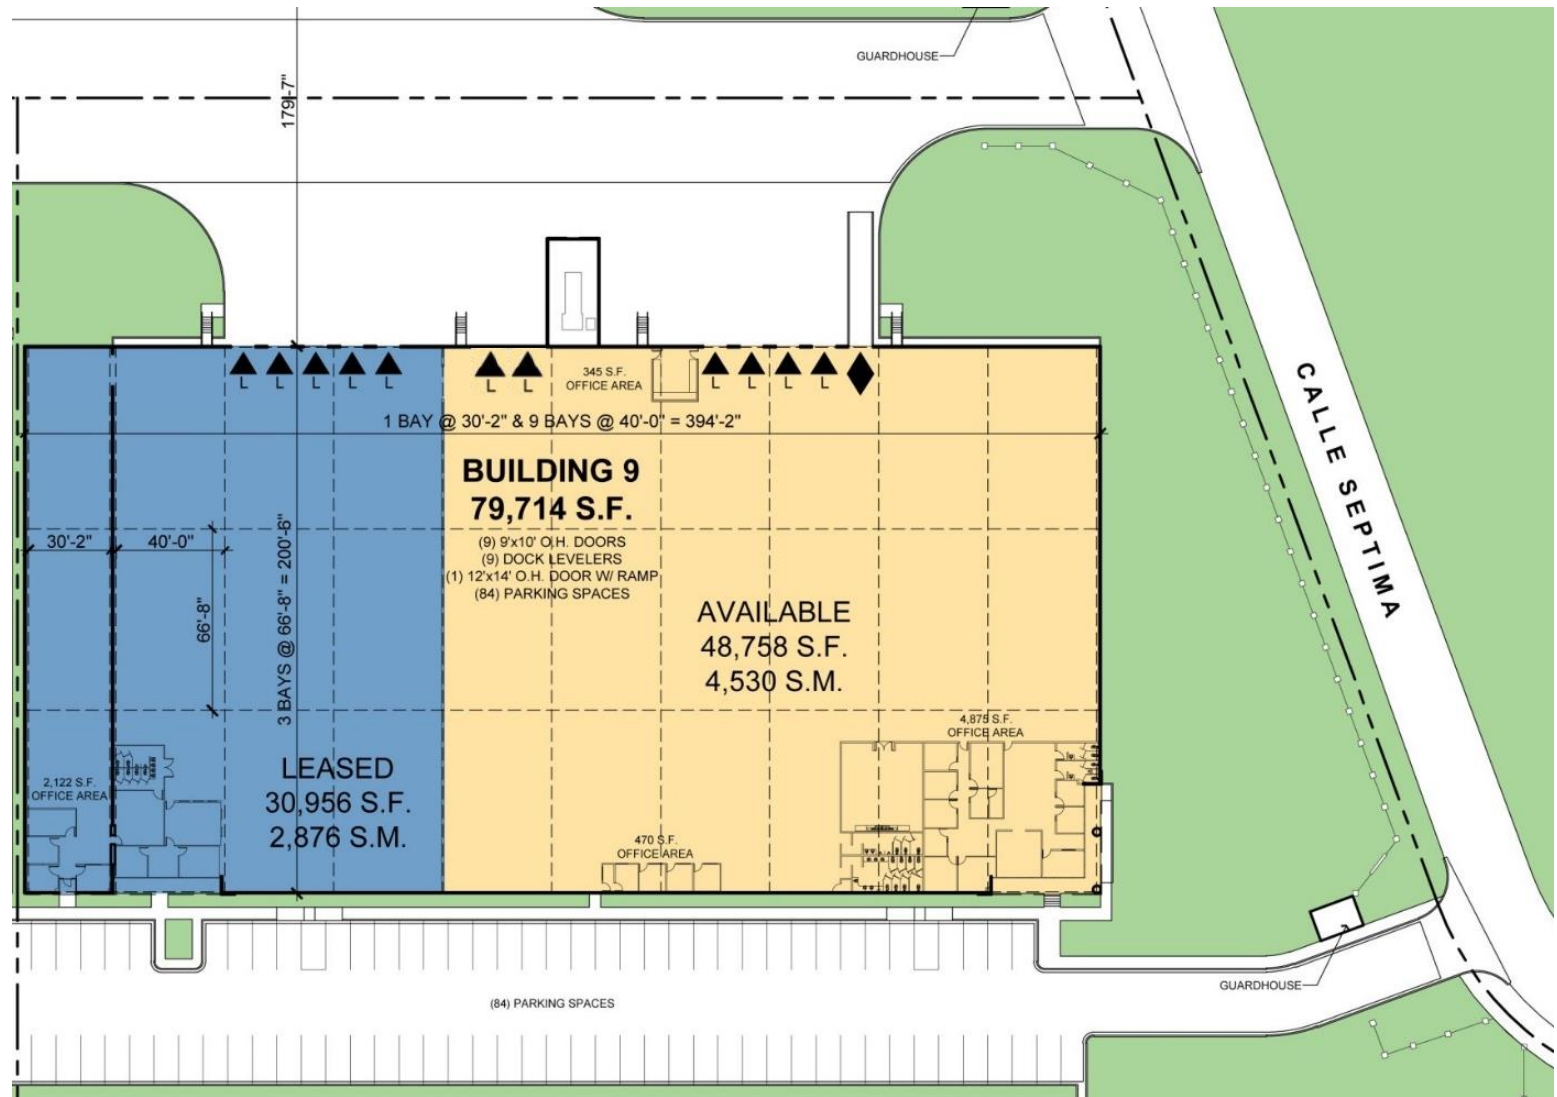 GUARDHOUSE
179'-7"
L L L L L
L L
345 S.F.
OFFICE AREA
L L L L
1 BAY @ 30'-2" & 9 BAYS @ 40'-0" = 394'-2"
BUILDING 9
79,714 S.F.
(9) 9'x10' O.H. DOORS
(9) DOCK LEVELERS
(1) 12'x14' O.H. DOOR W/ RAMP
(84) PARKING SPACES
30'-2"
40'-0"
66'-8"
3 BAYS @ 66'-8" = 200'-6"
AVAILABLE
48,758 S.F.
4,530 S.M.
CALLE SEPTIMA
4,875 S.F.
OFFICE AREA
LEASED
30,956 S.F.
2,876 S.M.
2,122 S.F.
OFFICE AREA
470 S.F.
OFFICE AREA
GUARDHOUSE
(84) PARKING SPACES